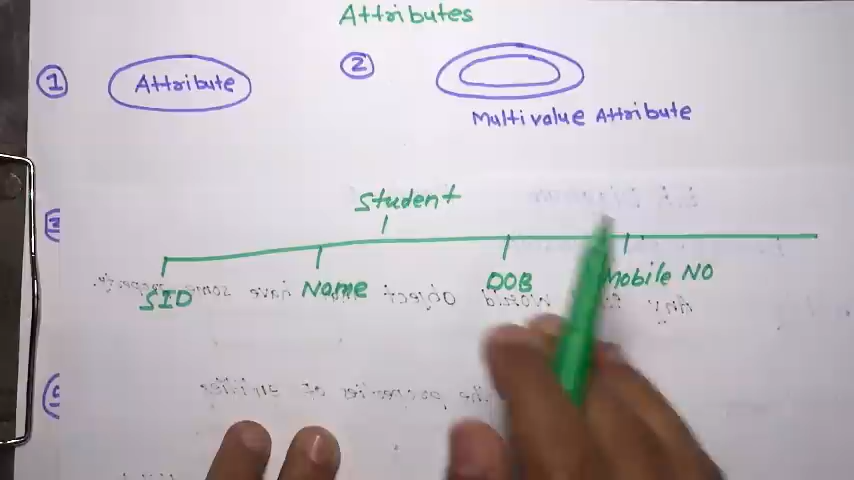 Attributes
① Attribute
② Multivalue Attribute
Student
SID Name DOB Mobile NO